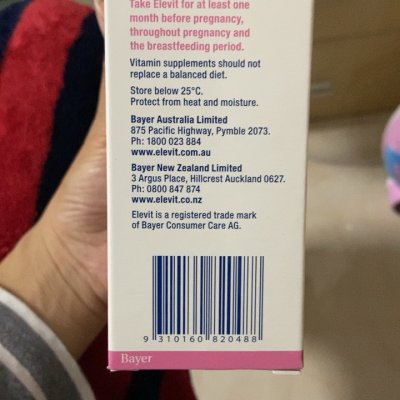 Take Elevit for at least one
month before pregnancy,
throughout pregnancy and
the breastfeeding period.
Vitamin supplements should not
replace a balanced diet.
Store below 25°C.
Protect from heat and moisture.
Bayer Australia Limited
875 Pacific Highway, Pymble 2073.
Ph: 1800 023 884
www.elevit.com.au
Bayer New Zealand Limited
3 Argus Place, Hillcrest Auckland 0627.
Ph: 0800 847 874
www.elevit.co.nz
Elevit is a registered trade mark
of Bayer Consumer Care AG.
9 310160 820488
Bayer